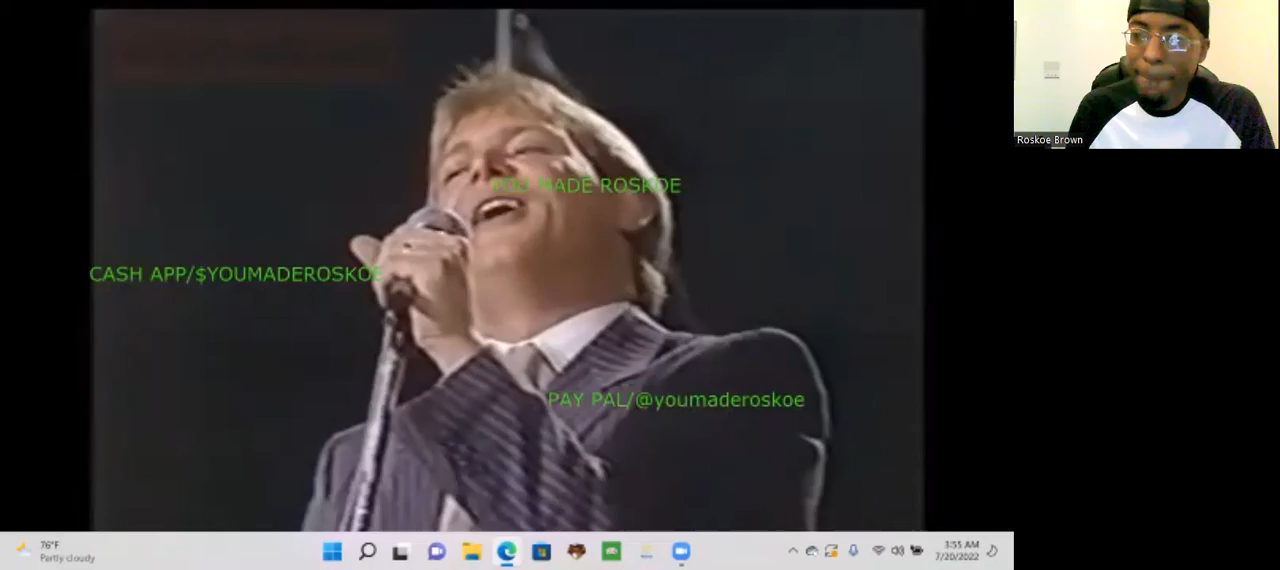 YOU MADE ROSKOE
CASH APP/$YOUMADEROSKOE
PAY PAL/@youmaderoskoe
Roskoe Brown
76°F
Partly cloudy
3:55 AM
7/20/2022